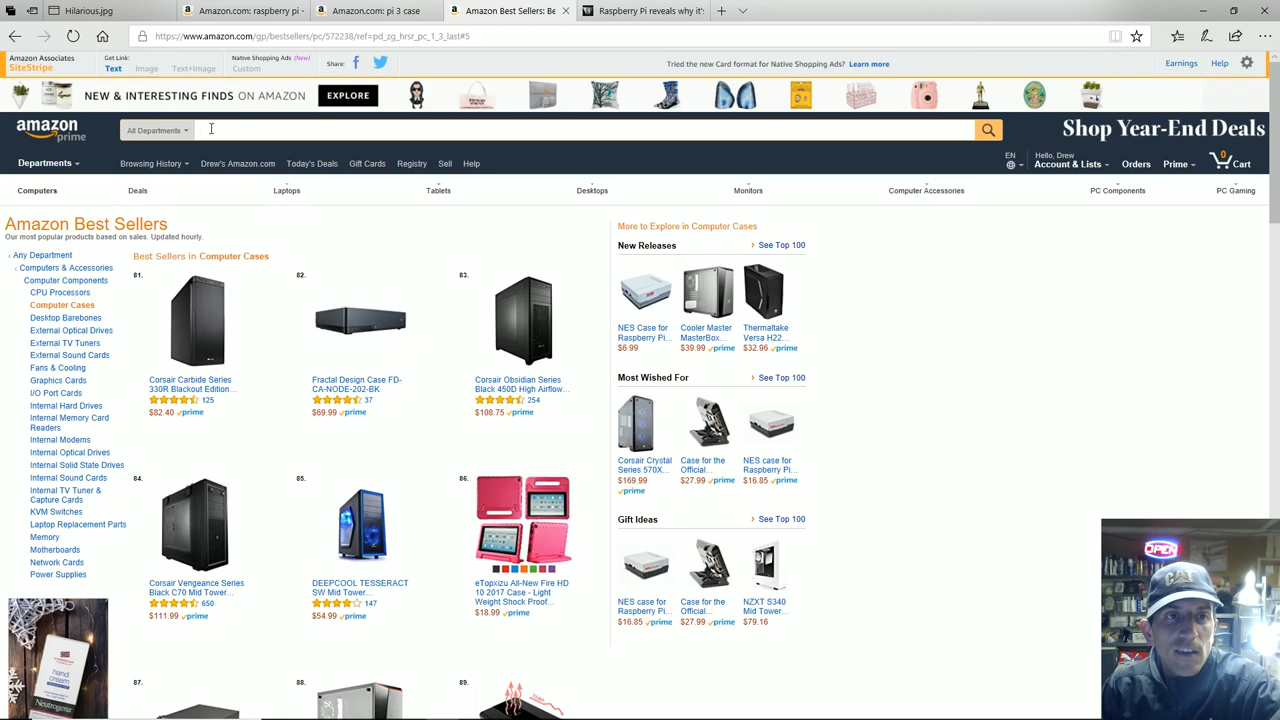 Hilarious.jpg
Amazon.com: raspberry pi -
Amazon.com: pi 3 case
Amazon Best Sellers: Be
Raspberry Pi reveals why it'
https://www.amazon.com/gp/bestsellers/pc/572238/ref=pd_zg_hrsr_pc_1_3_last#5
Amazon Associates
SiteStripe
Get Link:
Text
Image
Text+Image
Native Shopping Ads (New)
Custom
Share:
Tried the new Card format for Native Shopping Ads? Learn more
Earnings
Help
NEW & INTERESTING FINDS ON AMAZON
EXPLORE
amazon
prime
All Departments
Shop Year-End Deals
Departments
Browsing History
Drew's Amazon.com
Today's Deals
Gift Cards
Registry
Sell
Help
EN
Hello, Drew
Account & Lists
Orders
Prime
0
Cart
Computers
Deals
Laptops
Tablets
Desktops
Monitors
Computer Accessories
PC Components
PC Gaming
Amazon Best Sellers
Our most popular products based on sales. Updated hourly.
‹ Any Department
‹ Computers & Accessories
Computer Components
CPU Processors
Computer Cases
Desktop Barebones
External Optical Drives
External TV Tuners
External Sound Cards
Fans & Cooling
Graphics Cards
I/O Port Cards
Internal Hard Drives
Internal Memory Card
Readers
Internal Modems
Internal Optical Drives
Internal Solid State Drives
Internal Sound Cards
Internal TV Tuner &
Capture Cards
KVM Switches
Laptop Replacement Parts
Memory
Motherboards
Network Cards
Power Supplies
Best Sellers in Computer Cases
81.
Corsair Carbide Series
330R Blackout Edition...
125
$82.40 prime
82.
Fractal Design Case FD-
CA-NODE-202-BK
37
$69.99 prime
83.
Corsair Obsidian Series
Black 450D High Airflow...
254
$108.75 prime
84.
Corsair Vengeance Series
Black C70 Mid Tower...
650
$111.99 prime
85.
DEEPCOOL TESSERACT
SW Mid Tower...
147
$54.99 prime
86.
eTopxizu All-New Fire HD
10 2017 Case - Light
Weight Shock Proof...
$18.99 prime
87.
88.
89.
More to Explore in Computer Cases
New Releases
› See Top 100
NES Case for
Raspberry Pi...
$6.99
Cooler Master
MasterBox...
$39.99 prime
Thermaltake
Versa H22...
$32.96 prime
Most Wished For
› See Top 100
Corsair Crystal
Series 570X...
$169.99
prime
Case for the
Official...
$27.99 prime
NES case for
Raspberry Pi...
$16.85 prime
Gift Ideas
› See Top 100
NES case for
Raspberry Pi...
$16.85 prime
Case for the
Official...
$27.99 prime
NZXT S340
Mid Tower...
$79.16
hand
cream
Neutrogena
OPEN